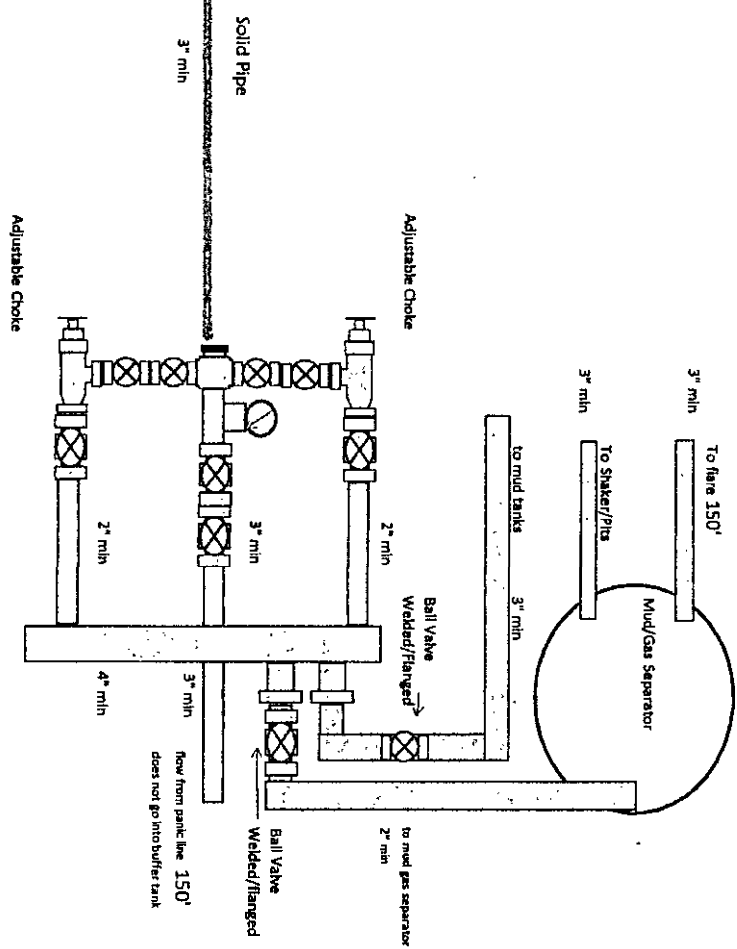 Solid Pipe
3" min
Adjustable Choke
Adjustable Choke
3" min
To flare 150'
3" min
To Shaker/Pits
Mud/Gas Separator
to mud tanks
3" min
2" min
3" min
2" min
Ball Valve
Welded/Flanged
4" min
3" min
flow from panic line 150'
does not go into buffer tank
Ball Valve
Welded/flanged
to mud gas separator
2" min